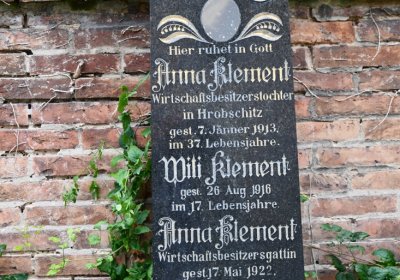 Hier ruhet in Gott
Anna Klement
Wirtschaftsbesitzerstochter
in Hrobschitz
gest. 7. Jänner 1913.
im 37. Lebensjahre.
Wili Klement
gest. 26 Aug 1916
im 17. Lebensjahre.
Anna Klement
Wirtschaftsbesitzersgattin
gest. 17 Mai 1922.